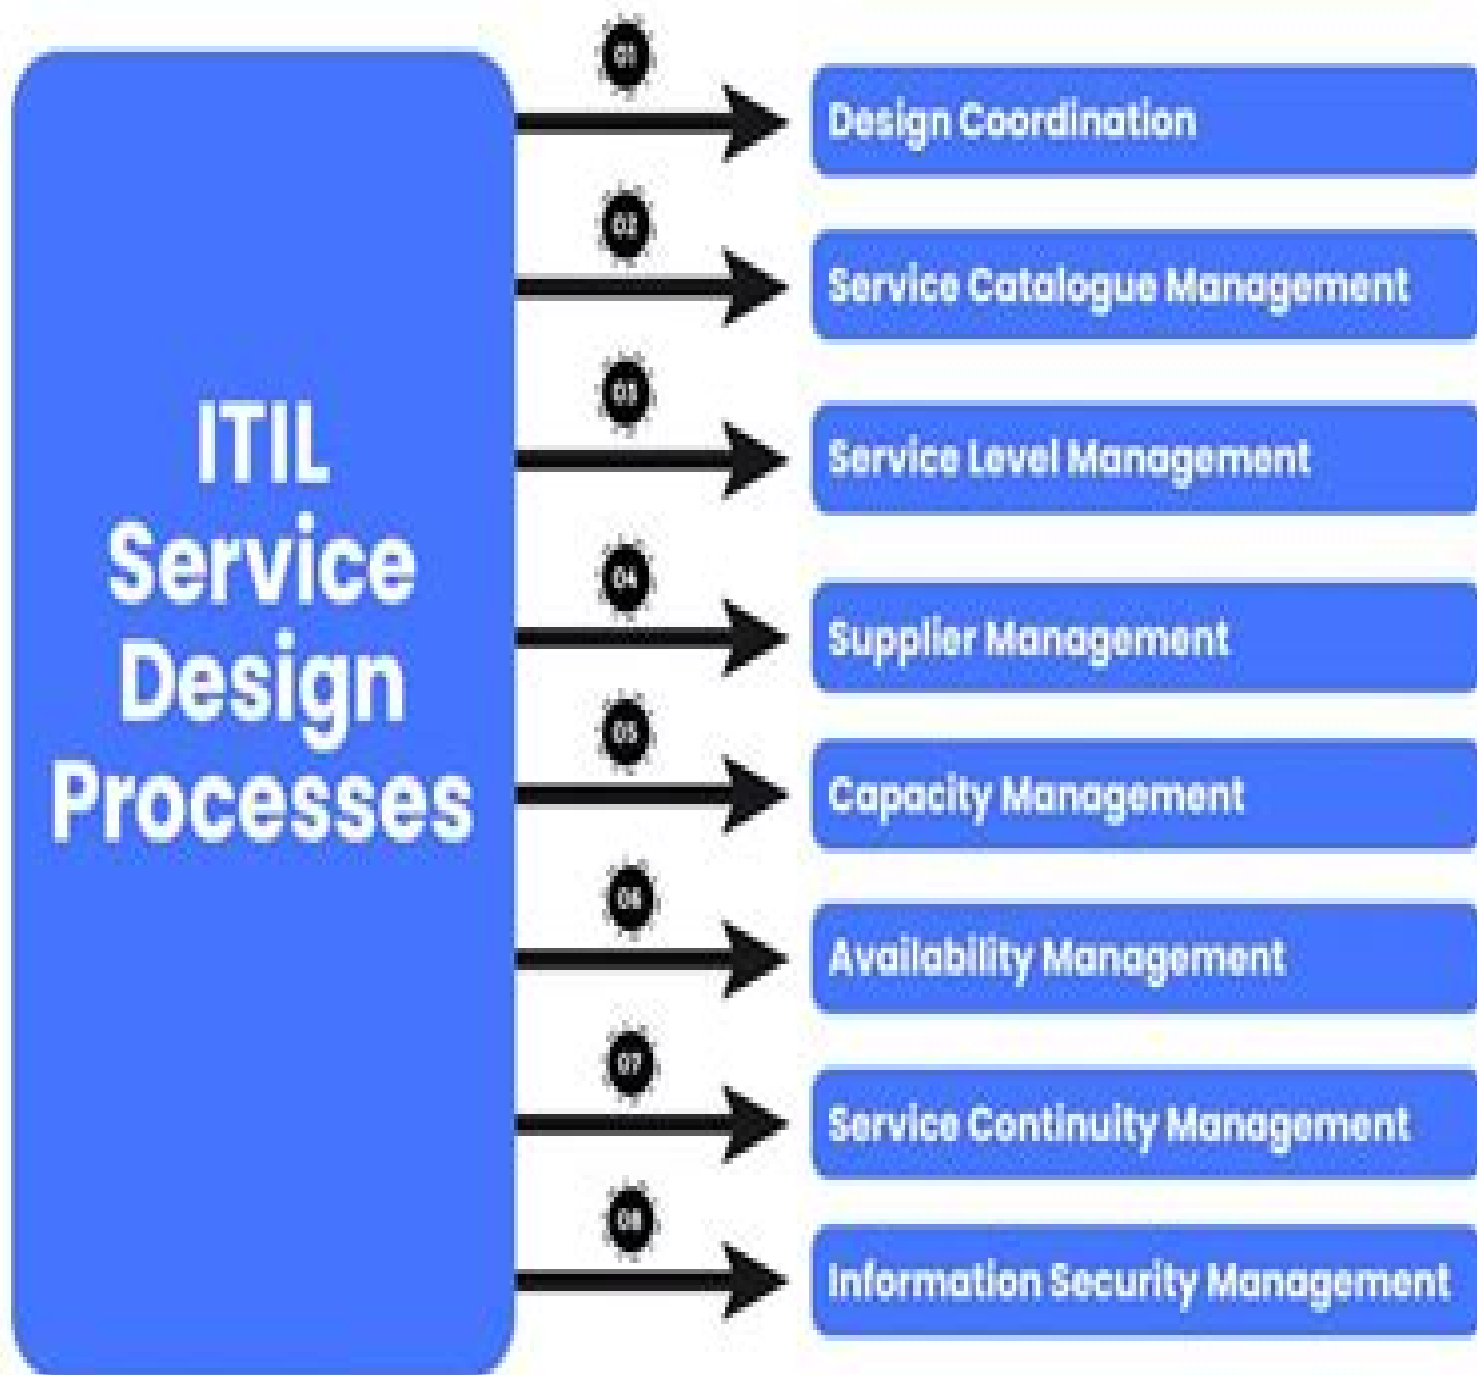 ITIL
Service
Design
Processes
01
Design Coordination
02
Service Catalogue Management
03
Service Level Management
04
Supplier Management
05
Capacity Management
06
Availability Management
07
Service Continuity Management
08
Information Security Management